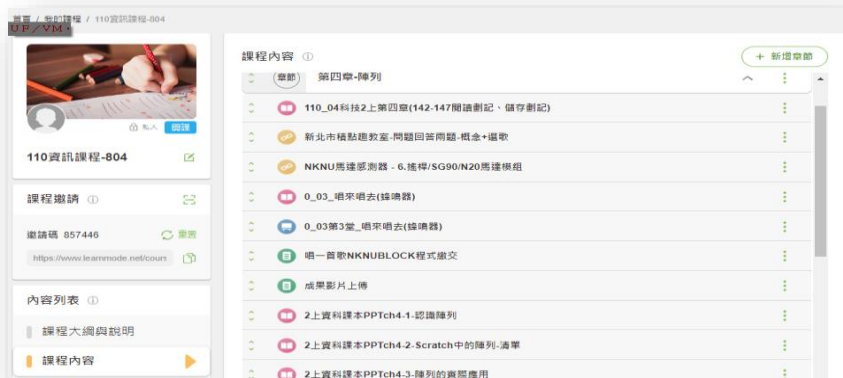 首頁 / 我的課程 / 110資訊課程-804
UF/VM
私人 開課
110資訊課程-804
課程邀請
邀請碼 857446 重置
https://www.learnmode.net/cours
內容列表
課程大綱與說明
課程內容
課程內容
+ 新增章節
章節 第四章-陣列
110_04科技2上第四章(142-147閱讀劃記、儲存劃記)
新北市積點趣教室-問題回答兩題-概念+選歌
NKNU馬達感測器 - 6.搖桿/SG90/N20馬達模組
0_03_唱來唱去(蜂鳴器)
0_03第3堂_唱來唱去(蜂鳴器)
唱一首歌NKNUBLOCK程式繳交
成果影片上傳
2上資科課本PPTch4-1-認識陣列
2上資科課本PPTch4-2-Scratch中的陣列-清單
2上資科課本PPTch4-3-陣列的實際應用